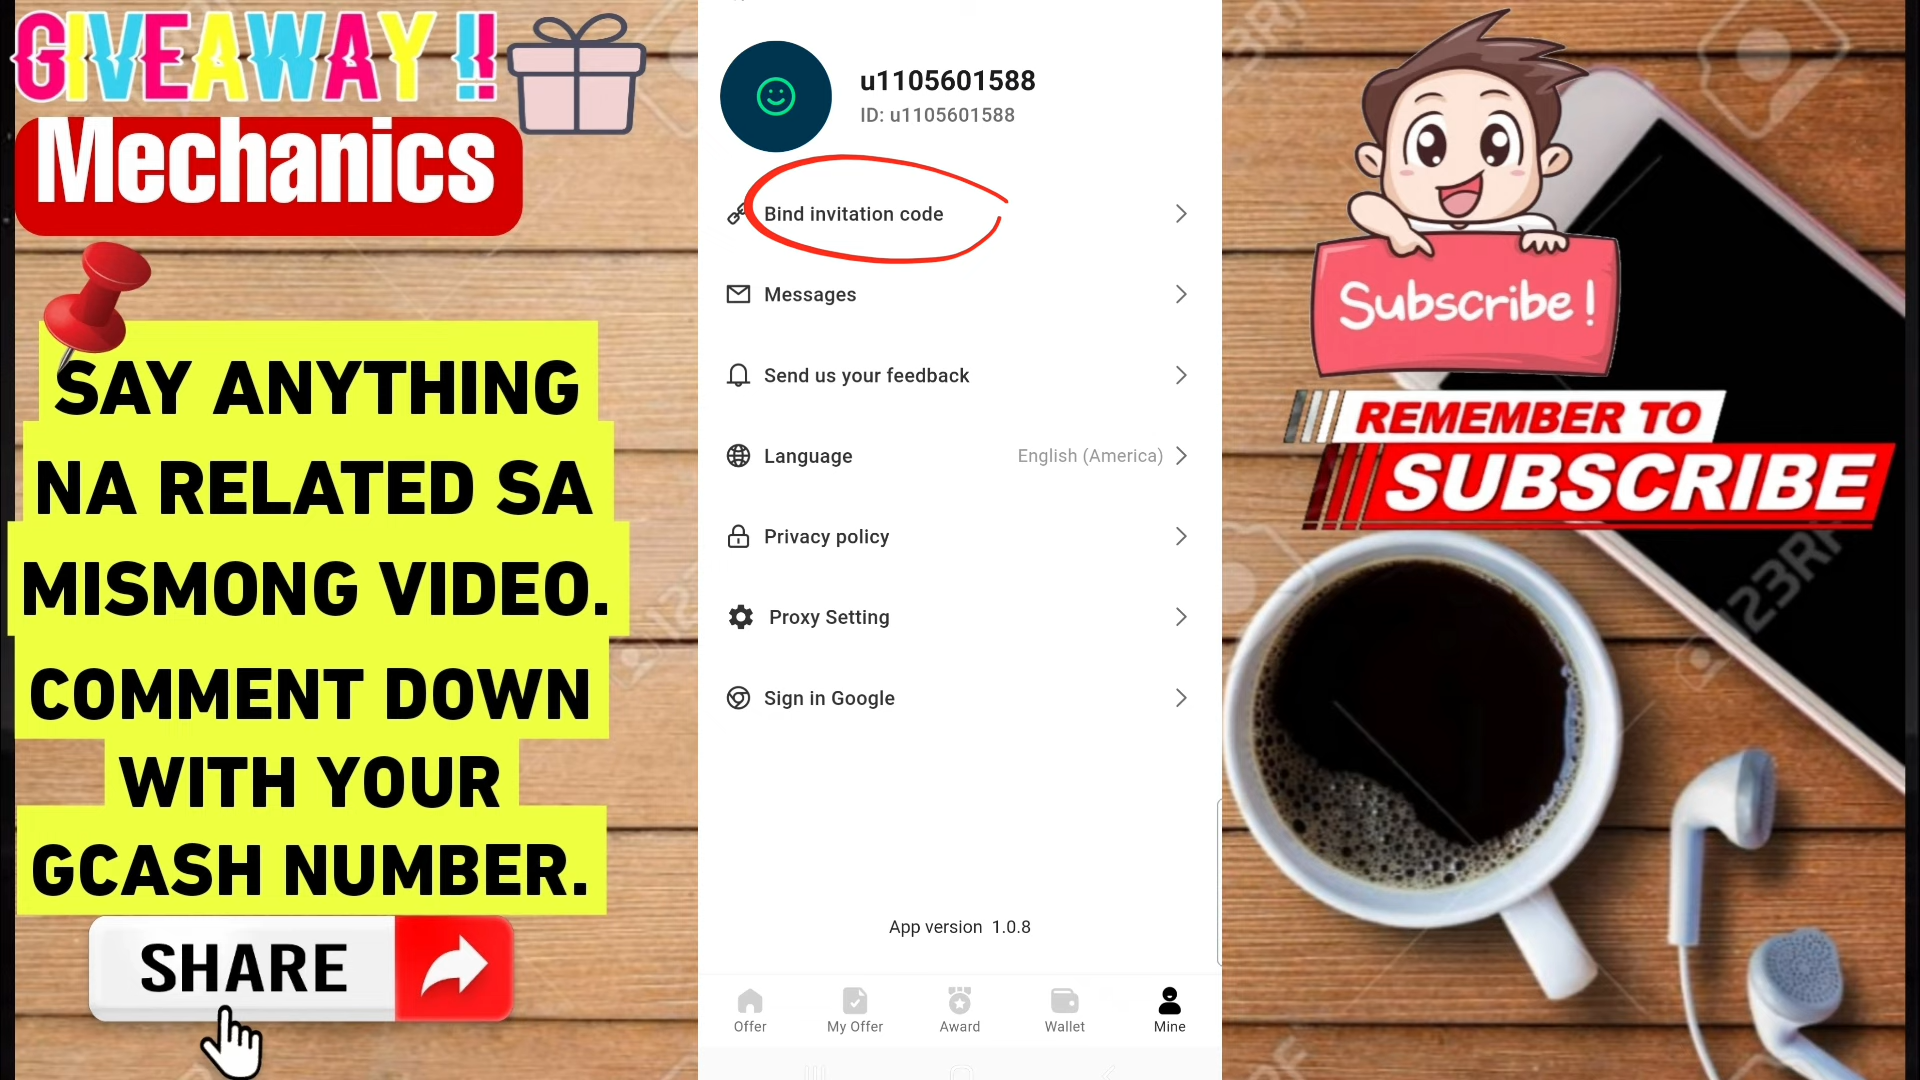 GIVEAWAY !!
Mechanics
SAY ANYTHING
NA RELATED SA
MISMONG VIDEO.
COMMENT DOWN
WITH YOUR
GCASH NUMBER.
SHARE
u1105601588
ID: u1105601588
Bind invitation code
Messages
Send us your feedback
Language English (America)
Privacy policy
Proxy Setting
Sign in Google
App version 1.0.8
Offer
My Offer
Award
Wallet
Mine
Subscribe!
REMEMBER TO
SUBSCRIBE
123RF